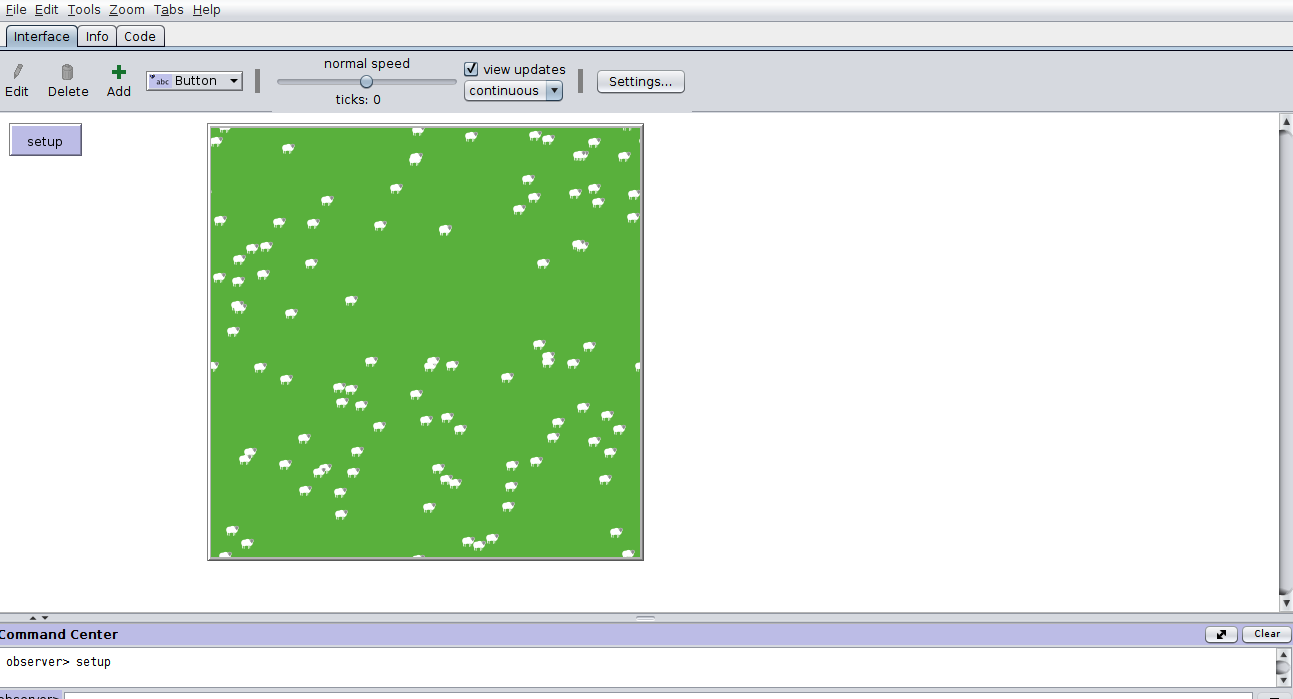 File Edit Tools Zoom Tabs Help
Interface Info Code
normal speed
view updates
Edit Delete Add abc Button continuous Settings...
ticks: 0
setup
Command Center Clear
observer> setup
observer>